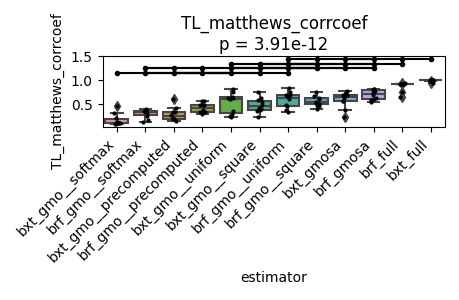 TL_matthews_corrcoef
p = 3.91e-12
TL_matthews_corrcoef
1.5
1.0
0.5
bxt_gmo__softmax
brf_gmo__softmax
bxt_gmo__precomputed
brf_gmo__precomputed
bxt_gmo__uniform
bxt_gmo__square
brf_gmo__uniform
brf_gmo__square
bxt_gmosa
brf_gmosa
brf_full
bxt_full
estimator